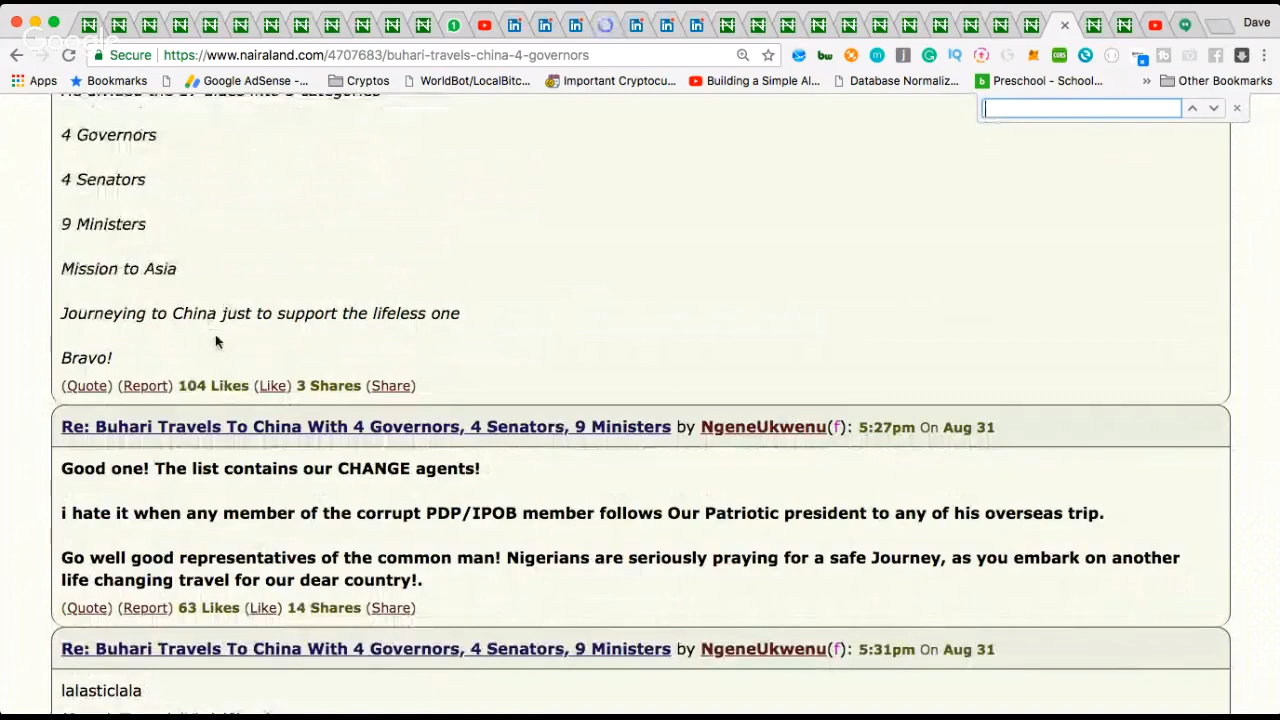 Dave
Google
Secure https://www.nairaland.com/4707683/buhari-travels-china-4-governors
Apps Bookmarks Google AdSense -... Cryptos WorkHot/LocalBitc... Important Cryptocu... Building a Simple Al... Database Normaliz... Preschool - School... » Other Bookmarks
4 Governors
4 Senators
9 Ministers
Mission to Asia
Journeying to China just to support the lifeless one
Bravo!
(Quote) (Report) 104 Likes (Like) 3 Shares (Share)
Re: Buhari Travels To China With 4 Governors, 4 Senators, 9 Ministers by NgeneUkwenu(f): 5:27pm On Aug 31
Good one! The list contains our CHANGE agents!
i hate it when any member of the corrupt PDP/IPOB member follows Our Patriotic president to any of his overseas trip.
Go well good representatives of the common man! Nigerians are seriously praying for a safe Journey, as you embark on another
life changing travel for our dear country!.
(Quote) (Report) 63 Likes (Like) 14 Shares (Share)
Re: Buhari Travels To China With 4 Governors, 4 Senators, 9 Ministers by NgeneUkwenu(f): 5:31pm On Aug 31
lalasticlala